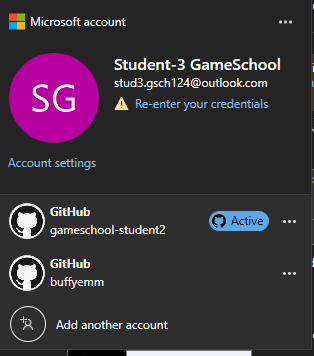 Microsoft account
SG
Student-3 GameSchool
stud3.gsch124@outlook.com
Re-enter your credentials
Account settings
GitHub
gameschool-student2
Active
GitHub
buffyemm
Add another account